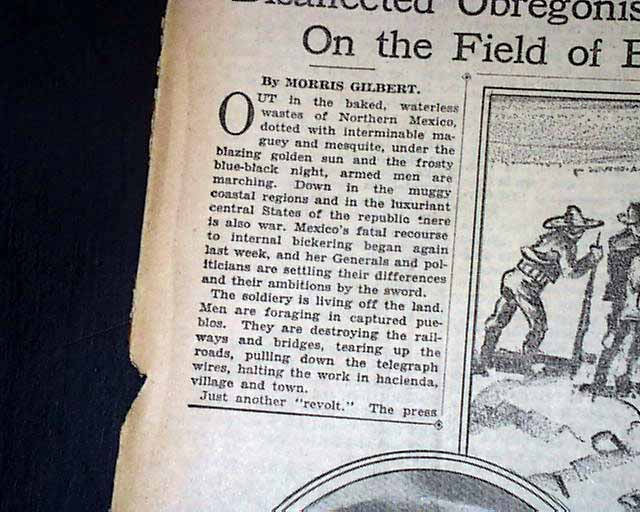 Disaffected Obregonis
On the Field of B
By MORRIS GILBERT.
OUT in the baked, waterless
wastes of Northern Mexico,
dotted with interminable ma-
guey and mesquite, under the
blazing golden sun and the frosty
blue-black night, armed men are
marching. Down in the muggy
coastal regions and in the luxuriant
central States of the republic there
is also war. Mexico's fatal recourse
to internal bickering began again
last week, and her Generals and pol-
iticians are settling their differences
and their ambitions by the sword.
The soldiery is living off the land.
Men are foraging in captured pue-
blos. They are destroying the rail-
ways and bridges, tearing up the
roads, pulling down the telegraph
wires, halting the work in hacienda,
village and town.
Just another "revolt." The press